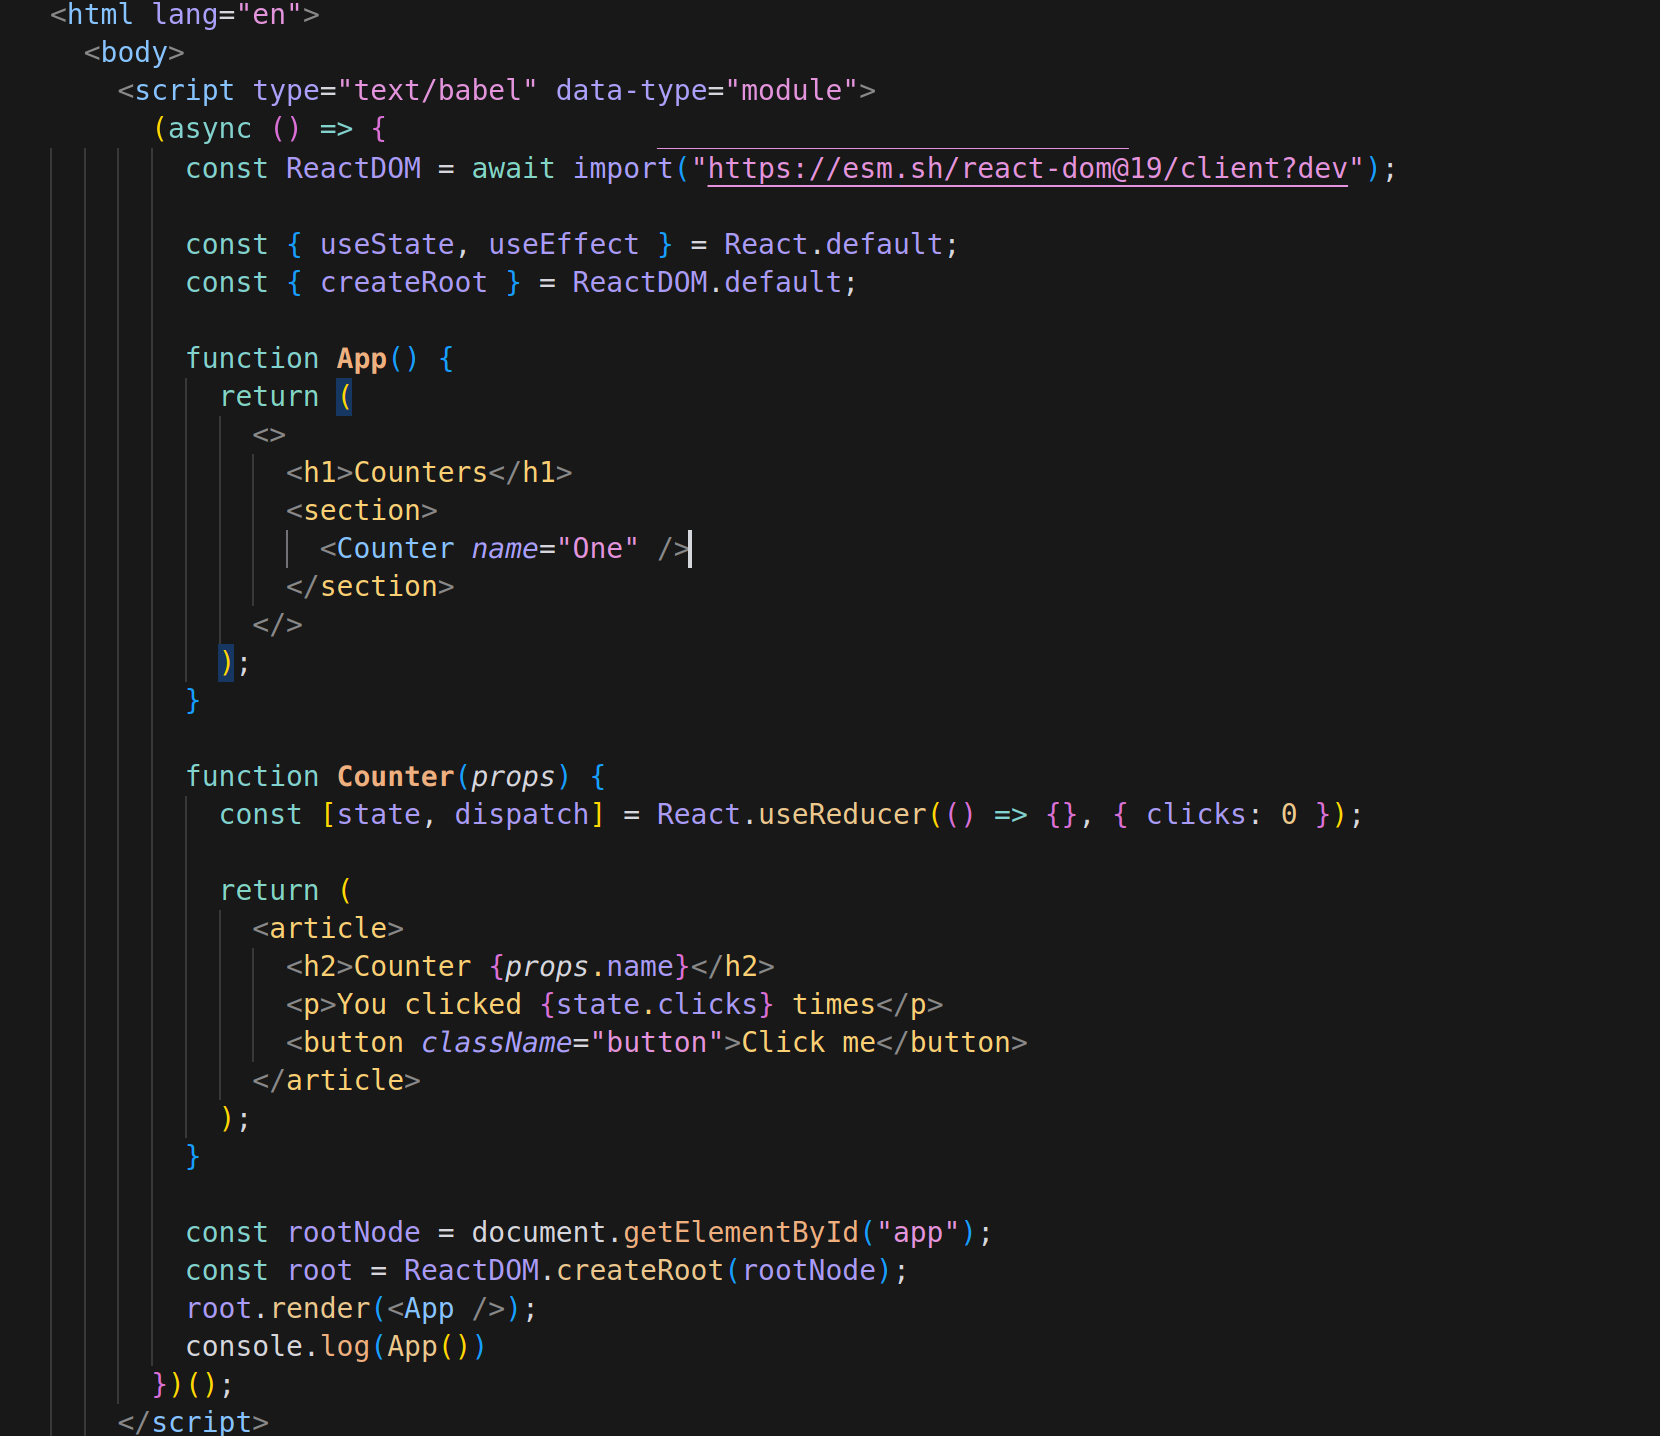 <html lang="en">
<body>
<script type="text/babel" data-type="module">
(async () => {
const ReactDOM = await import("https://esm.sh/react-dom@19/client?dev");
const { useState, useEffect } = React.default;
const { createRoot } = ReactDOM.default;
function App() {
return (
<>
<h1>Counters</h1>
<section>
<Counter name="One" />
</section>
</>
);
}
function Counter(props) {
const [state, dispatch] = React.useReducer(() => {}, { clicks: 0 });
return (
<article>
<h2>Counter {props.name}</h2>
<p>You clicked {state.clicks} times</p>
<button className="button">Click me</button>
</article>
);
}
const rootNode = document.getElementById("app");
const root = ReactDOM.createRoot(rootNode);
root.render(<App />);
console.log(App())
})();
</script>